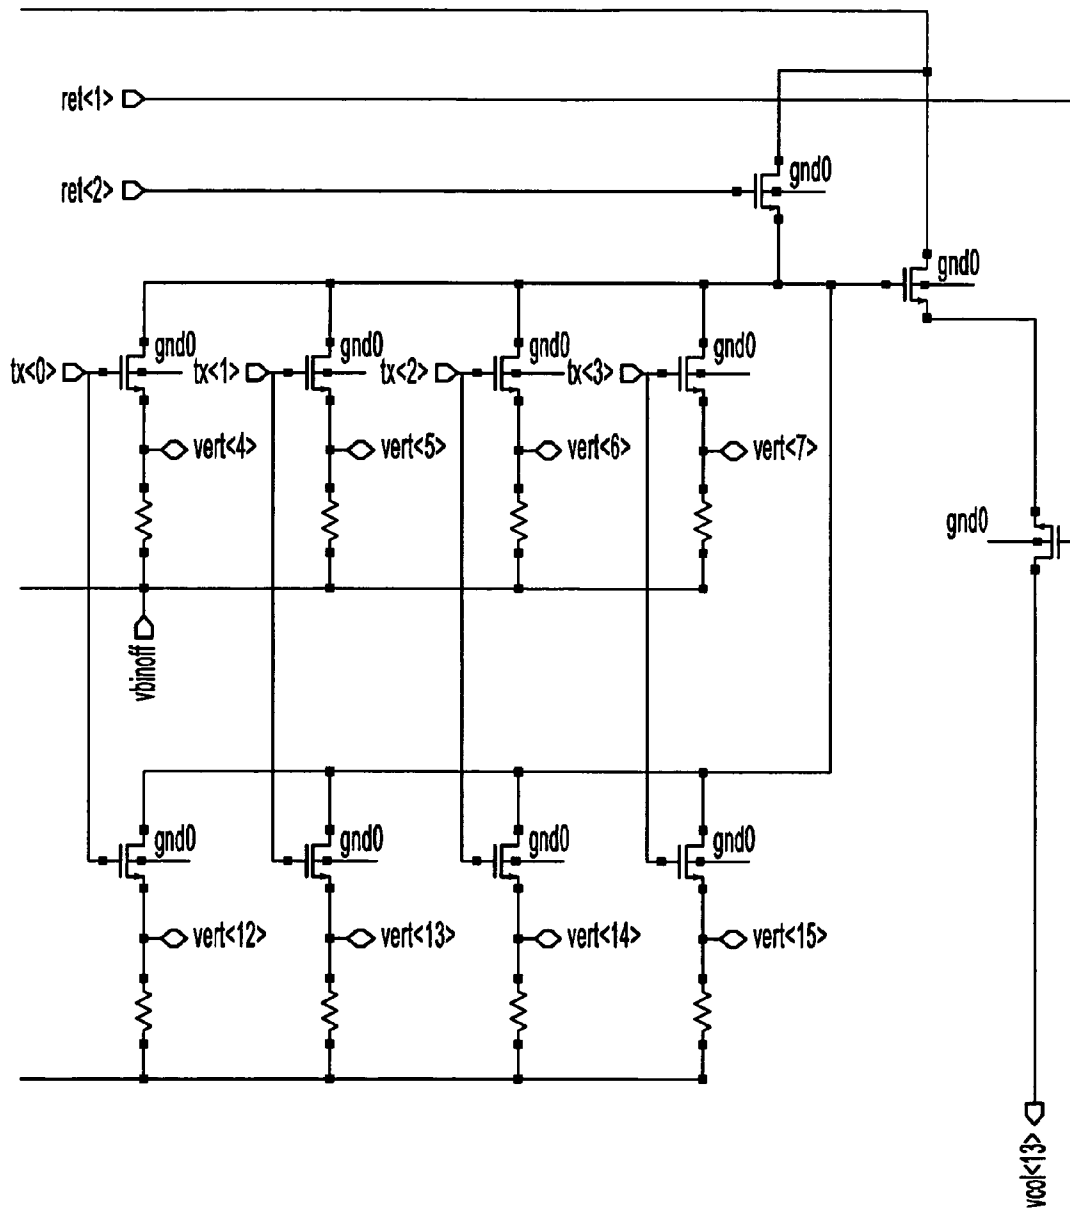 ret<1>
gnd0
ret<2>
gnd0
gnd0 gnd0 gnd0 gnd0
tx<0> tx<1> tx<2> tx<3>
vert<4> vert<5> vert<6> vert<7>
gnd0
vbinoff
gnd0 gnd0 gnd0 gnd0
vert<12> vert<13> vert<14> vert<15>
vcol<13>